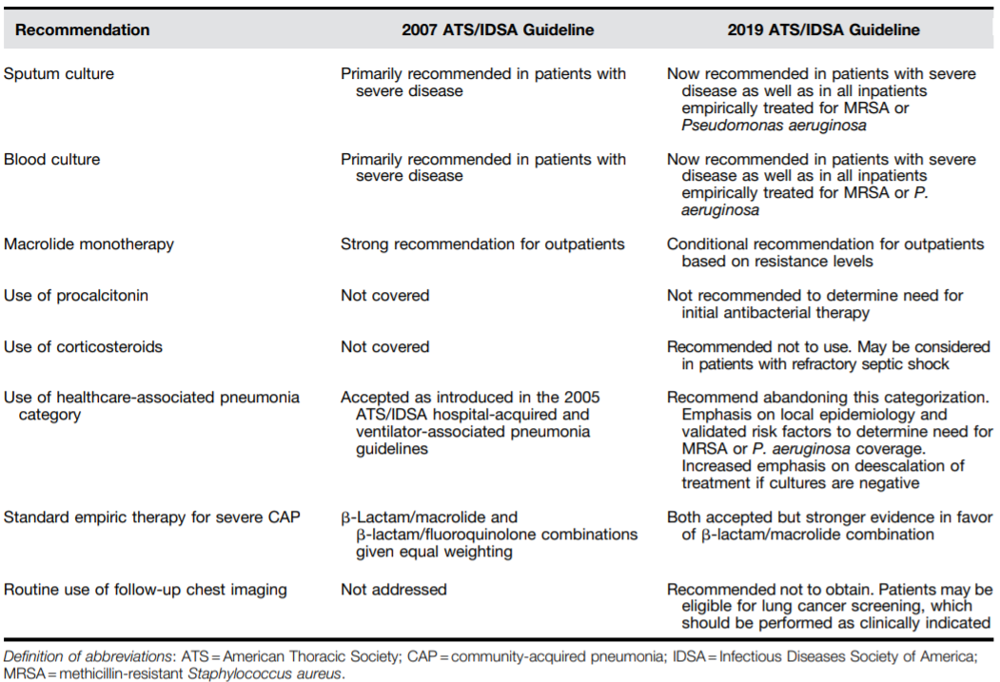 Recommendation 2007 ATS/IDSA Guideline 2019 ATS/IDSA Guideline
Sputum culture Primarily recommended in patients with Now recommended in patients with severe
severe disease disease as well as in all inpatients
empirically treated for MRSA or
Pseudomonas aeruginosa
Blood culture Primarily recommended in patients with Now recommended in patients with severe
severe disease disease as well as in all inpatients
empirically treated for MRSA or P.
aeruginosa
Macrolide monotherapy Strong recommendation for outpatients Conditional recommendation for outpatients
based on resistance levels
Use of procalcitonin Not covered Not recommended to determine need for
initial antibacterial therapy
Use of corticosteroids Not covered Recommended not to use. May be considered
in patients with refractory septic shock
Use of healthcare-associated pneumonia Accepted as introduced in the 2005 Recommend abandoning this categorization.
category ATS/IDSA hospital-acquired and Emphasis on local epidemiology and
ventilator-associated pneumonia validated risk factors to determine need for
guidelines MRSA or P. aeruginosa coverage.
Increased emphasis on deescalation of
treatment if cultures are negative
Standard empiric therapy for severe CAP β-Lactam/macrolide and Both accepted but stronger evidence in favor
β-lactam/fluoroquinolone combinations of β-lactam/macrolide combination
given equal weighting
Routine use of follow-up chest imaging Not addressed Recommended not to obtain. Patients may be
eligible for lung cancer screening, which
should be performed as clinically indicated
Definition of abbreviations: ATS = American Thoracic Society; CAP = community-acquired pneumonia; IDSA = Infectious Diseases Society of America;
MRSA = methicillin-resistant Staphylococcus aureus.